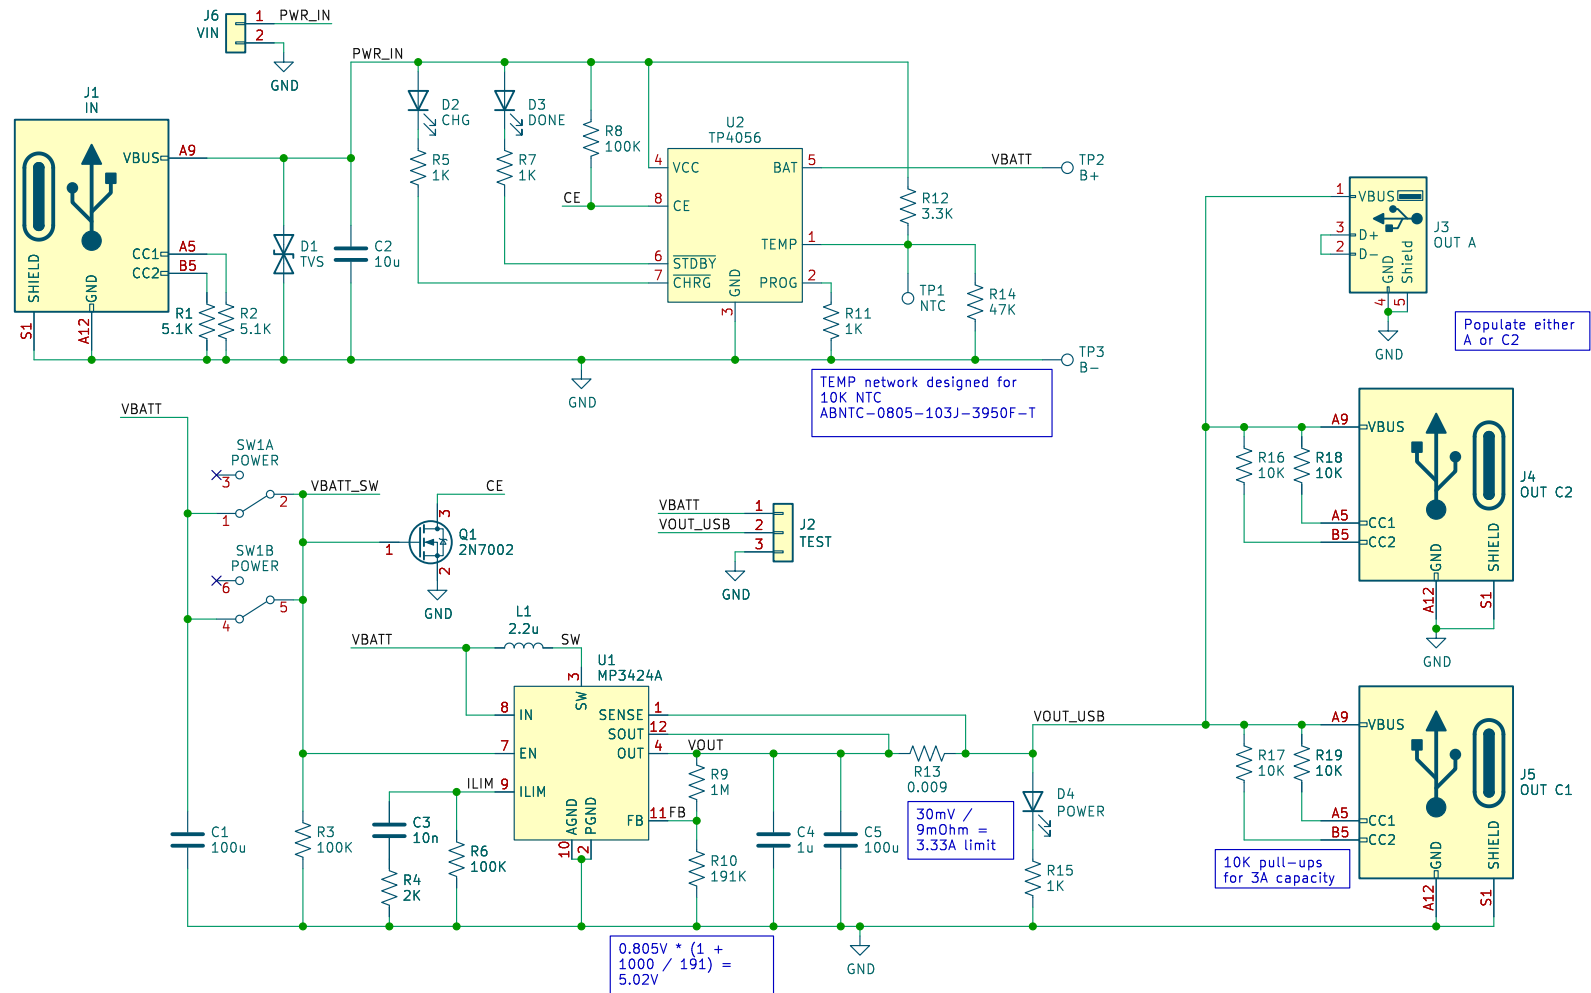 J6
VIN
1
PWR_IN
2
GND
J1
IN
VBUS
A9
CC1
A5
CC2
B5
SHIELD
GND
S1
A12
R1
5.1K
R2
5.1K
D1
TVS
C2
10u
PWR_IN
D2
CHG
R5
1K
D3
DONE
R7
1K
R8
100K
CE
U2
TP4056
4
VCC
8
CE
6
STDBY
7
CHRG
BAT
5
TEMP
1
PROG
2
GND
3
VBATT
TP2
B+
R12
3.3K
TP1
NTC
R14
47K
R11
1K
TP3
B-
GND
TEMP network designed for
10K NTC
ABNTC-0805-103J-3950F-T
1
VBUS
3
D+
2
D-
GND
Shield
4
5
J3
OUT A
GND
Populate either
A or C2
VBATT
SW1A
POWER
3
1
2
VBATT_SW
SW1B
POWER
6
4
5
CE
3
1
Q1
2N7002
2
GND
VBATT
1
VOUT_USB
2
3
J2
TEST
GND
A9
VBUS
R16
10K
R18
10K
A5
CC1
B5
CC2
GND
SHIELD
A12
S1
J4
OUT C2
GND
VBATT
L1
2.2u
SW
3
U1
MP3424A
SW
8
IN
7
EN
9
ILIM
ILIM
SENSE
1
SOUT
12
OUT
4
FB
11
FB
AGND
PGND
10
2
VOUT
R9
1M
R10
191K
C1
100u
R3
100K
C3
10n
R4
2K
R6
100K
C4
1u
C5
100u
R13
0.009
30mV /
9mOhm =
3.33A limit
VOUT_USB
D4
POWER
R15
1K
A9
VBUS
R17
10K
R19
10K
A5
CC1
B5
CC2
GND
SHIELD
A12
S1
J5
OUT C1
10K pull-ups
for 3A capacity
0.805V * (1 +
1000 / 191) =
5.02V
GND